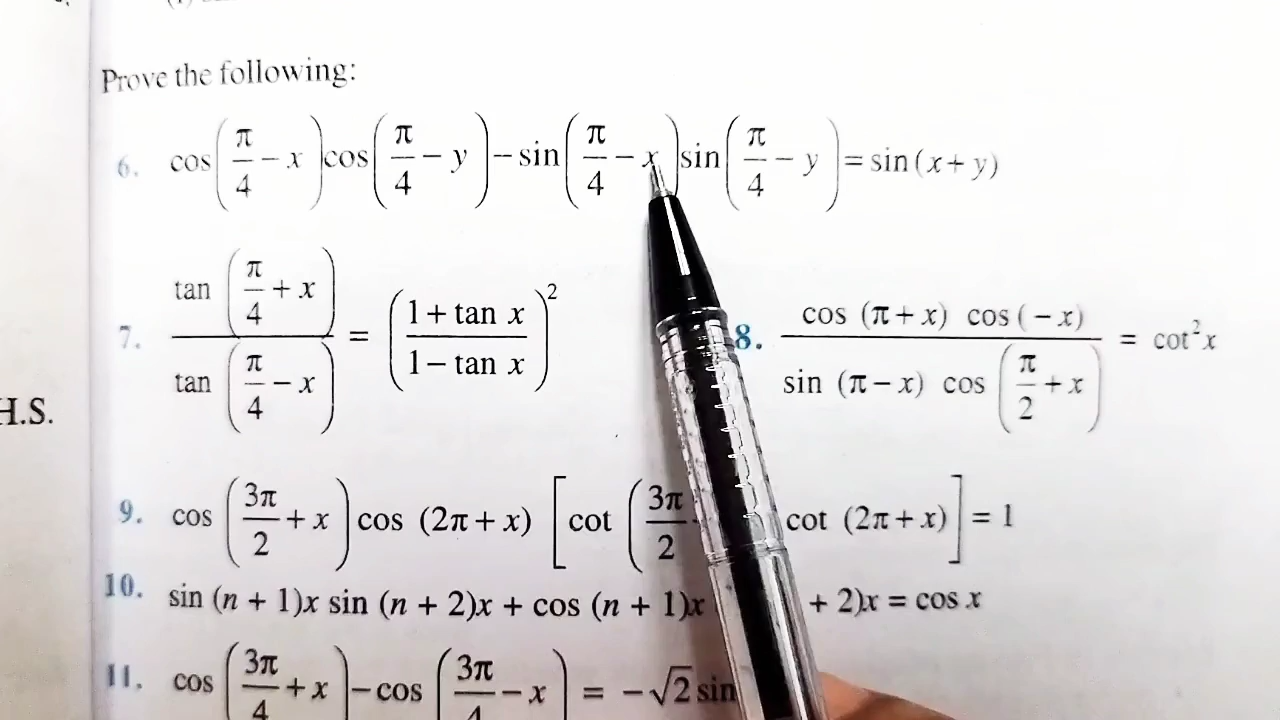 Prove the following:
6. cos(π/4 − x)cos(π/4 − y) − sin(π/4 − x)sin(π/4 − y) = sin(x + y)
7. tan(π/4 + x) / tan(π/4 − x) = ((1 + tan x)/(1 − tan x))²
8. cos (π + x) cos (− x) / sin (π − x) cos (π/2 + x) = cot²x
H.S.
9. cos (3π/2 + x) cos (2π + x) [cot (3π/2 cot (2π + x)] = 1
10. sin (n + 1)x sin (n + 2)x + cos (n + 1)x + 2)x = cos x
11. cos (3π/4 + x) − cos (3π/4 − x) = −√2 sin